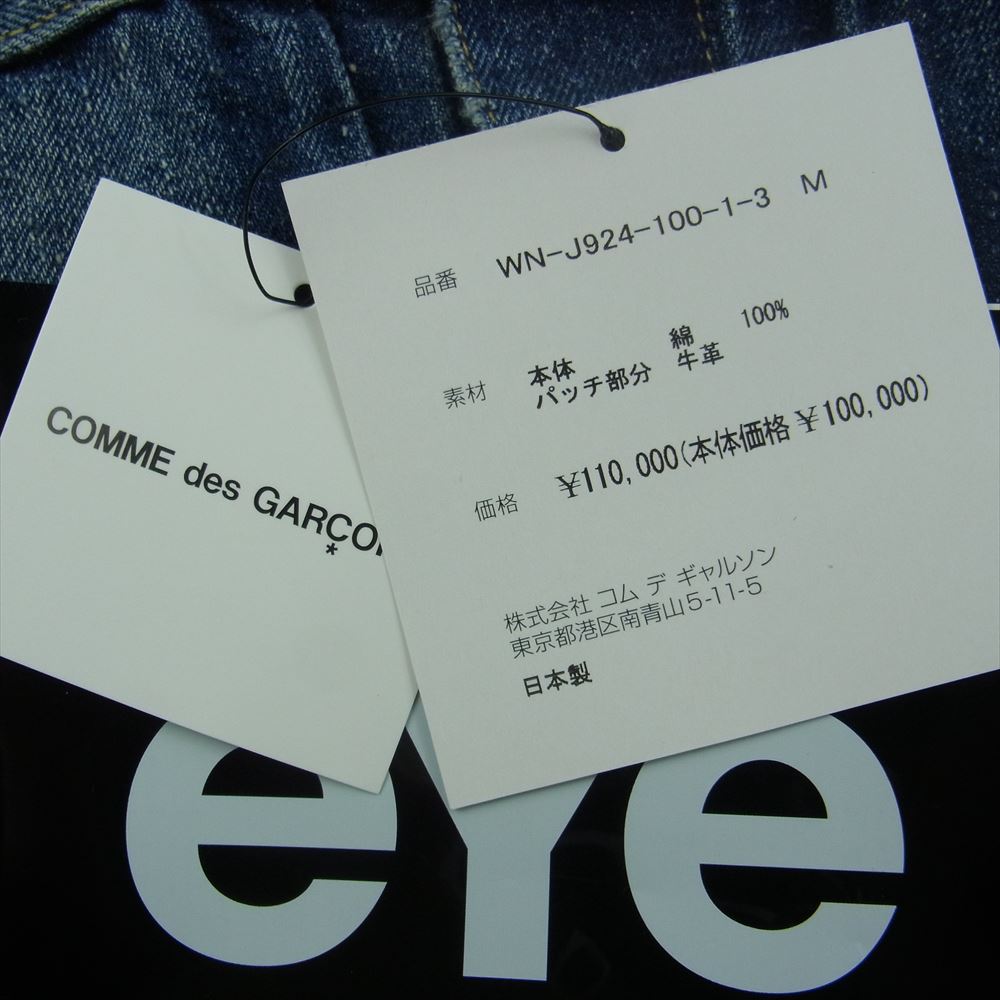 COMME des GARCO
*
品番 WN-J924-100-1-3 M
素材 本体 綿 100%
パッチ部分 牛革
価格 ¥110,000(本体価格 ¥100,000)
株式会社 コム デ ギャルソン
東京都港区南青山5-11-5
日本製
eYe